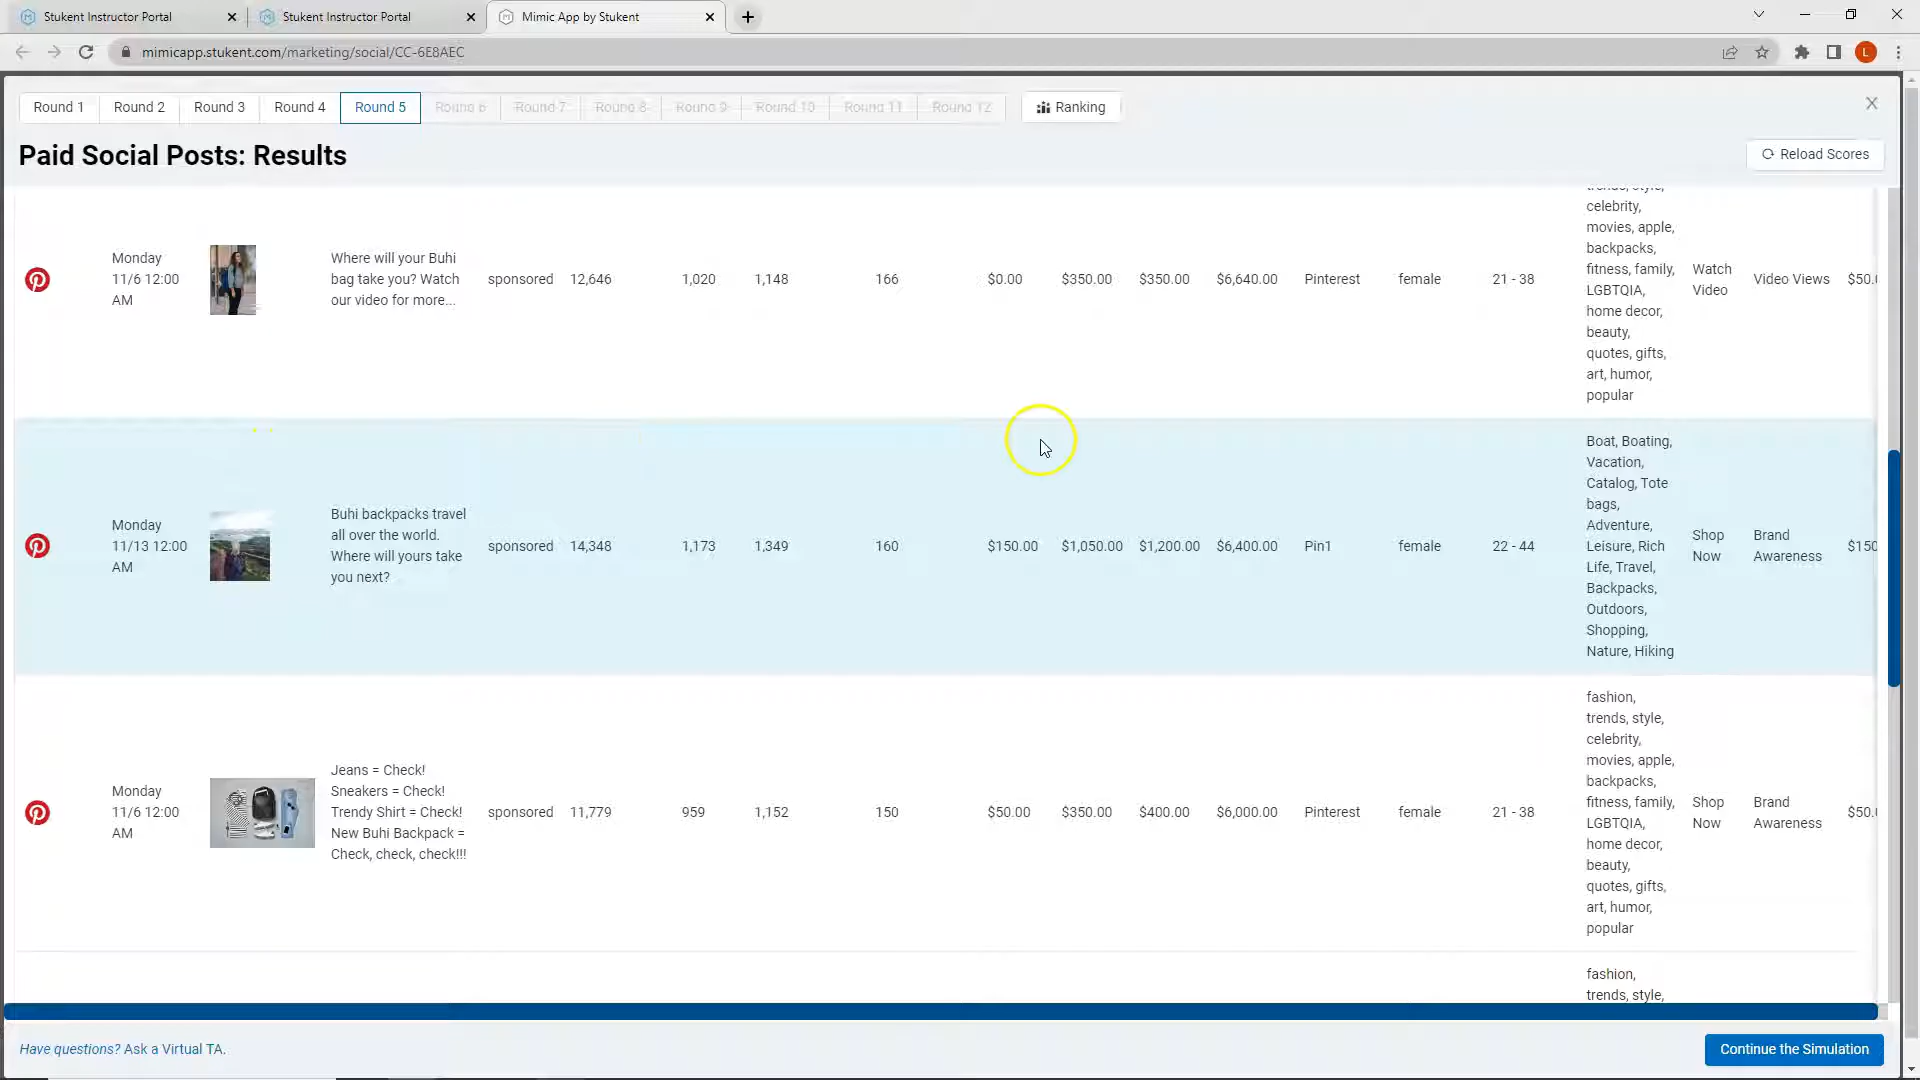 Stukent Instructor Portal
Stukent Instructor Portal
Mimic App by Stukent
mimicapp.stukent.com/marketing/social/CC-6E8AEC
L
Round 1 Round 2 Round 3 Round 4 Round 5 Round 6 Round 7 Round 8 Round 9 Round 10 Round 11 Round 12 Ranking
Paid Social Posts: Results
Reload Scores
Monday
11/6 12:00
AM
Where will your Buhi
bag take you? Watch
our video for more...
sponsored 12,646 1,020 1,148 166 $0.00 $350.00 $350.00 $6,640.00 Pinterest female 21 - 38
trends, style,
celebrity,
movies, apple,
backpacks,
fitness, family,
LGBTQIA,
home decor,
beauty,
quotes, gifts,
art, humor,
popular
Watch
Video
Video Views
$50.
Monday
11/13 12:00
AM
Buhi backpacks travel
all over the world.
Where will yours take
you next?
sponsored 14,348 1,173 1,349 160 $150.00 $1,050.00 $1,200.00 $6,400.00 Pin1 female 22 - 44
Boat, Boating,
Vacation,
Catalog, Tote
bags,
Adventure,
Leisure, Rich
Life, Travel,
Backpacks,
Outdoors,
Shopping,
Nature, Hiking
Shop
Now
Brand
Awareness
$150
Monday
11/6 12:00
AM
Jeans = Check!
Sneakers = Check!
Trendy Shirt = Check!
New Buhi Backpack =
Check, check, check!!!
sponsored 11,779 959 1,152 150 $50.00 $350.00 $400.00 $6,000.00 Pinterest female 21 - 38
fashion,
trends, style,
celebrity,
movies, apple,
backpacks,
fitness, family,
LGBTQIA,
home decor,
beauty,
quotes, gifts,
art, humor,
popular
Shop
Now
Brand
Awareness
$50.
fashion,
trends, style,
Have questions? Ask a Virtual TA.
Continue the Simulation